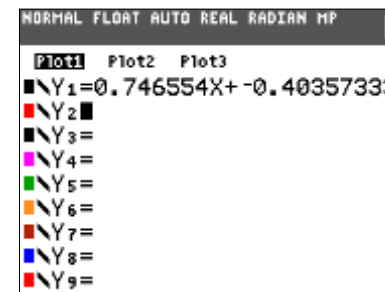 NORMAL FLOAT AUTO REAL RADIAN MP
Plot1 Plot2 Plot3
\Y₁=0.746554X+-0.40357333
\Y₂
\Y₃=
\Y₄=
\Y₅=
\Y₆=
\Y₇=
\Y₈=
\Y₉=